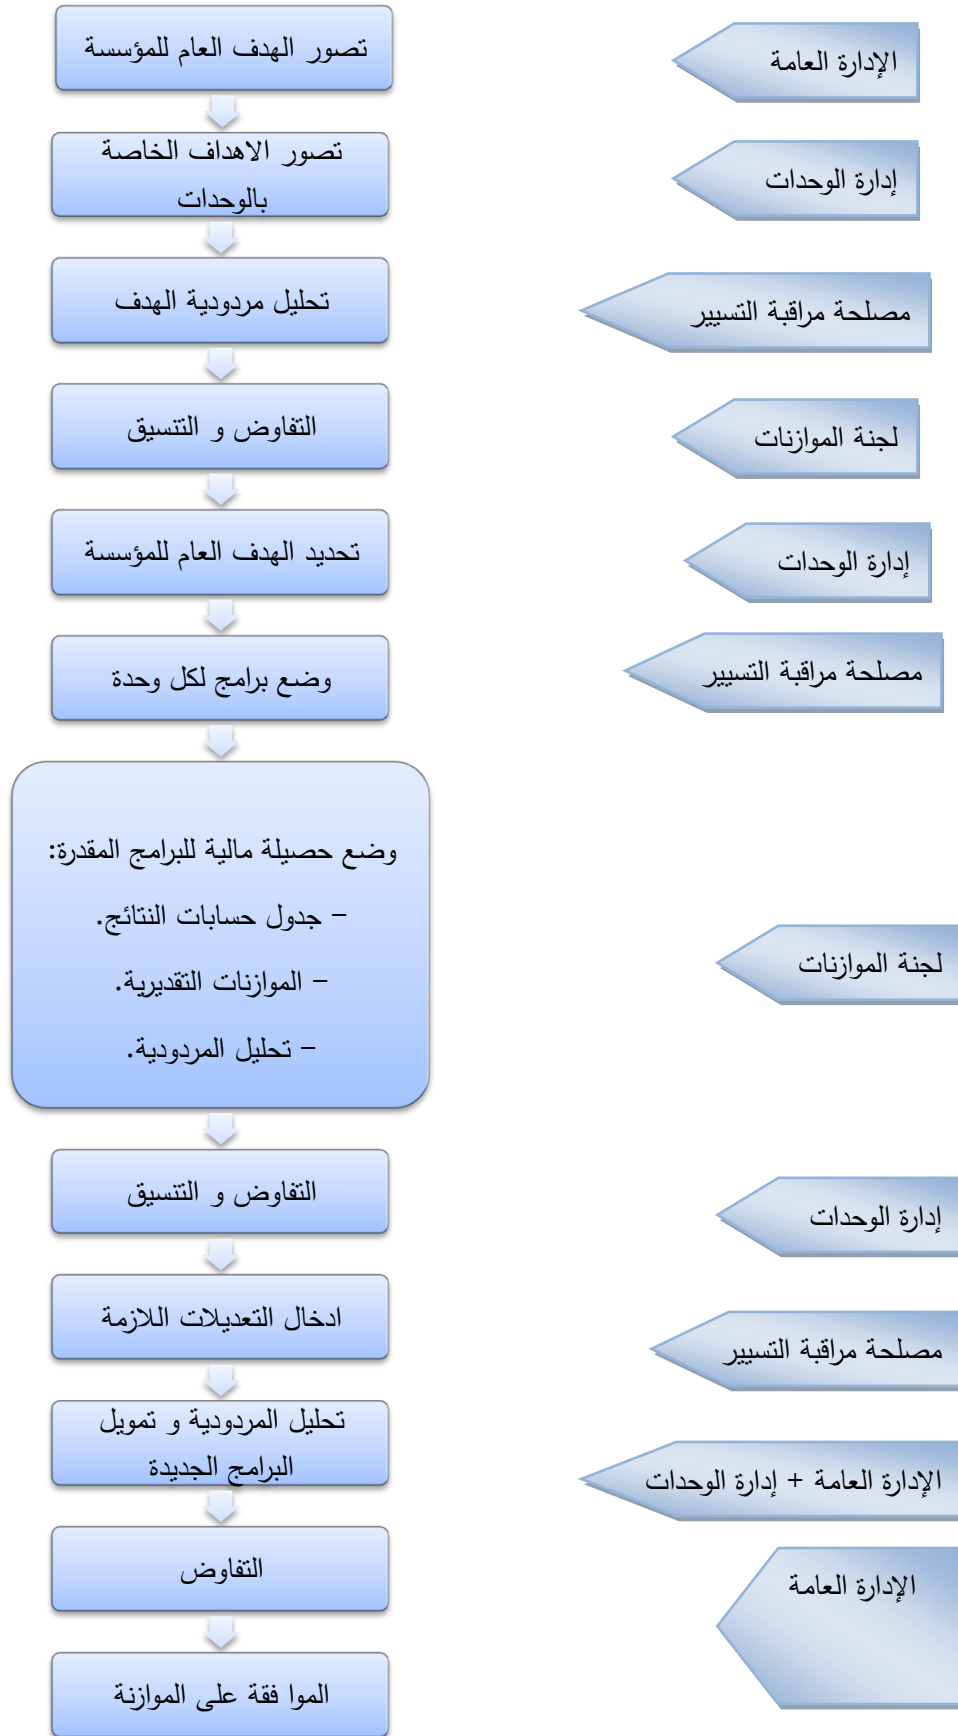 الإدارة العامة
تصور الهدف العام للمؤسسة
إدارة الوحدات
تصور الاهداف الخاصة
بالوحدات
مصلحة مراقبة التسيير
تحليل مردودية الهدف
لجنة الموازنات
التفاوض و التنسيق
إدارة الوحدات
تحديد الهدف العام للمؤسسة
مصلحة مراقبة التسيير
وضع برامج لكل وحدة
لجنة الموازنات
وضع حصيلة مالية للبرامج المقدرة:
– جدول حسابات النتائج.
– الموازنات التقديرية.
– تحليل المردودية.
إدارة الوحدات
التفاوض و التنسيق
مصلحة مراقبة التسيير
ادخال التعديلات اللازمة
الإدارة العامة + إدارة الوحدات
تحليل المردودية و تمويل
البرامج الجديدة
الإدارة العامة
التفاوض
الموا فقة على الموازنة